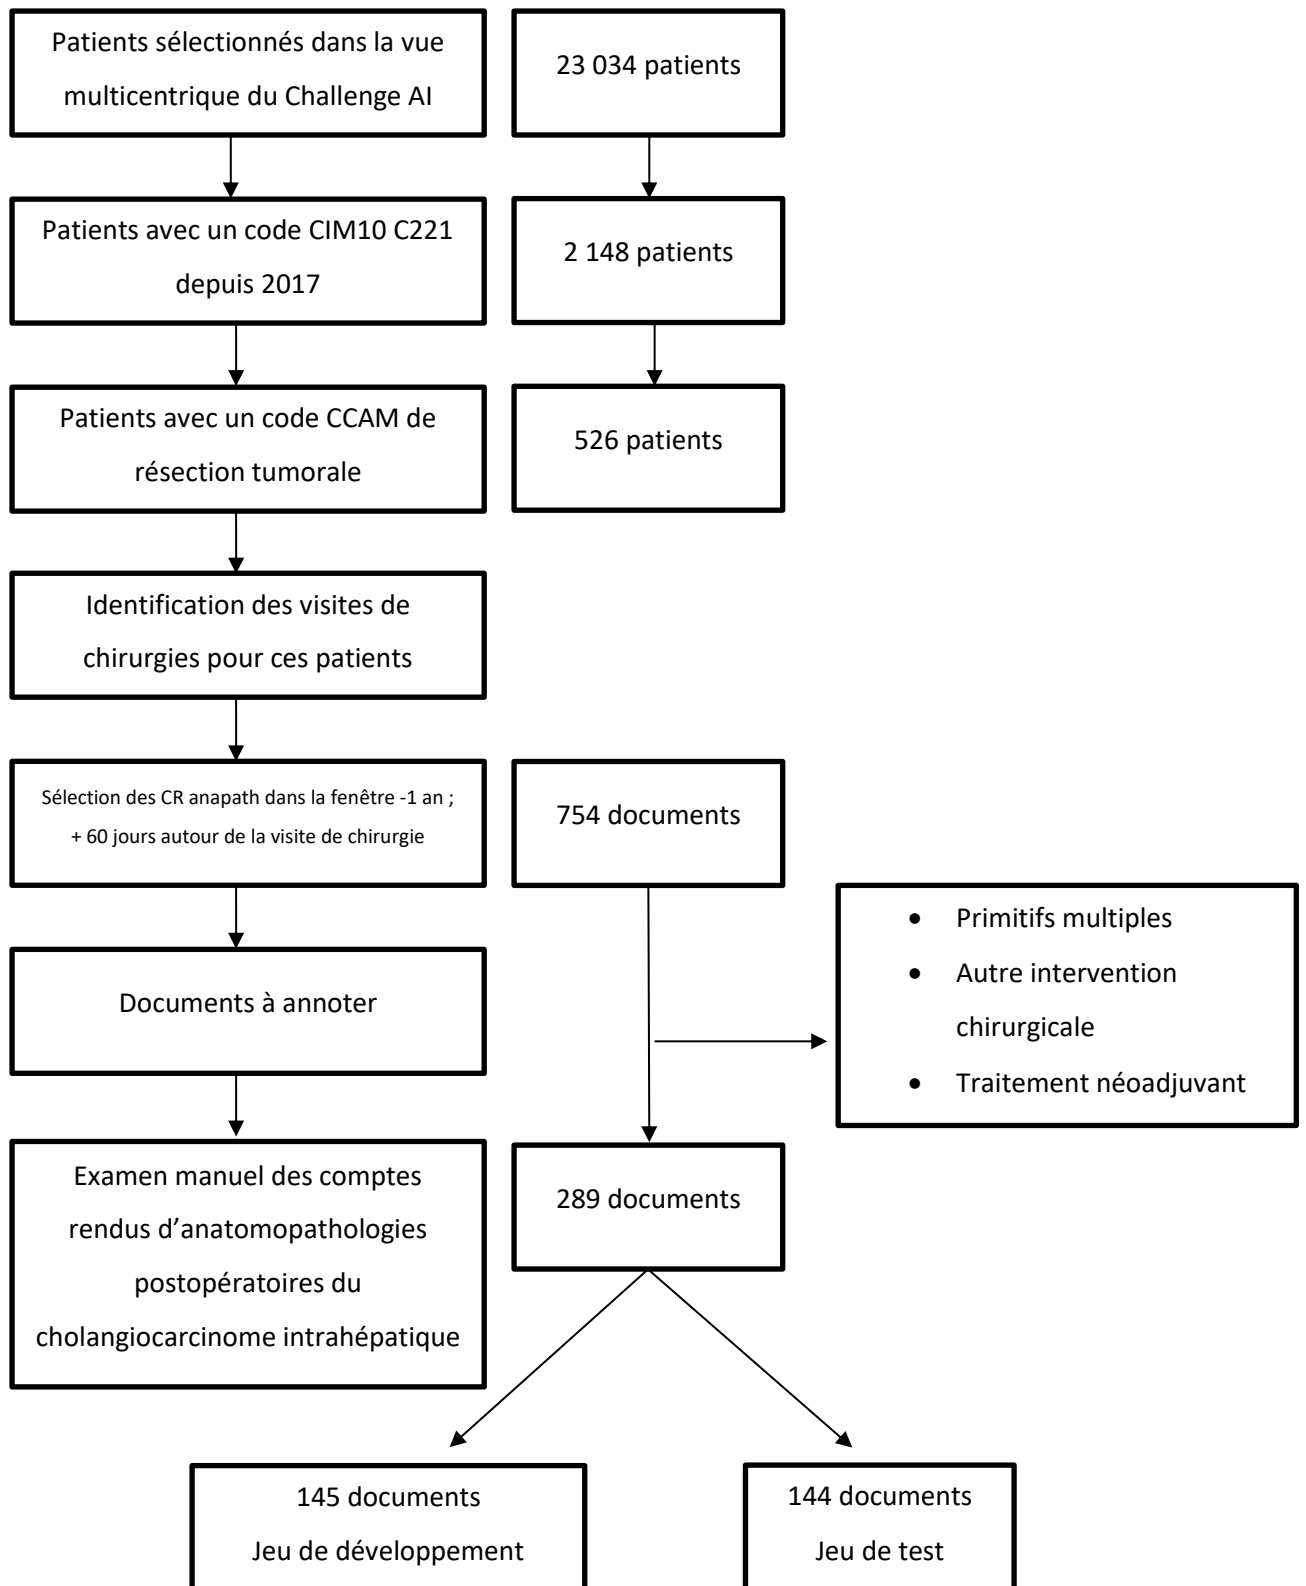 Patients sélectionnés dans la vue
multicentrique du Challenge AI
23 034 patients
Patients avec un code CIM10 C221
depuis 2017
2 148 patients
Patients avec un code CCAM de
résection tumorale
526 patients
Identification des visites de
chirurgies pour ces patients
Sélection des CR anapath dans la fenêtre -1 an ;
+ 60 jours autour de la visite de chirurgie
754 documents
• Primitifs multiples
• Autre intervention
chirurgicale
• Traitement néoadjuvant
Documents à annoter
Examen manuel des comptes
rendus d’anatomopathologies
postopératoires du
cholangiocarcinome intrahépatique
289 documents
145 documents
Jeu de développement
144 documents
Jeu de test